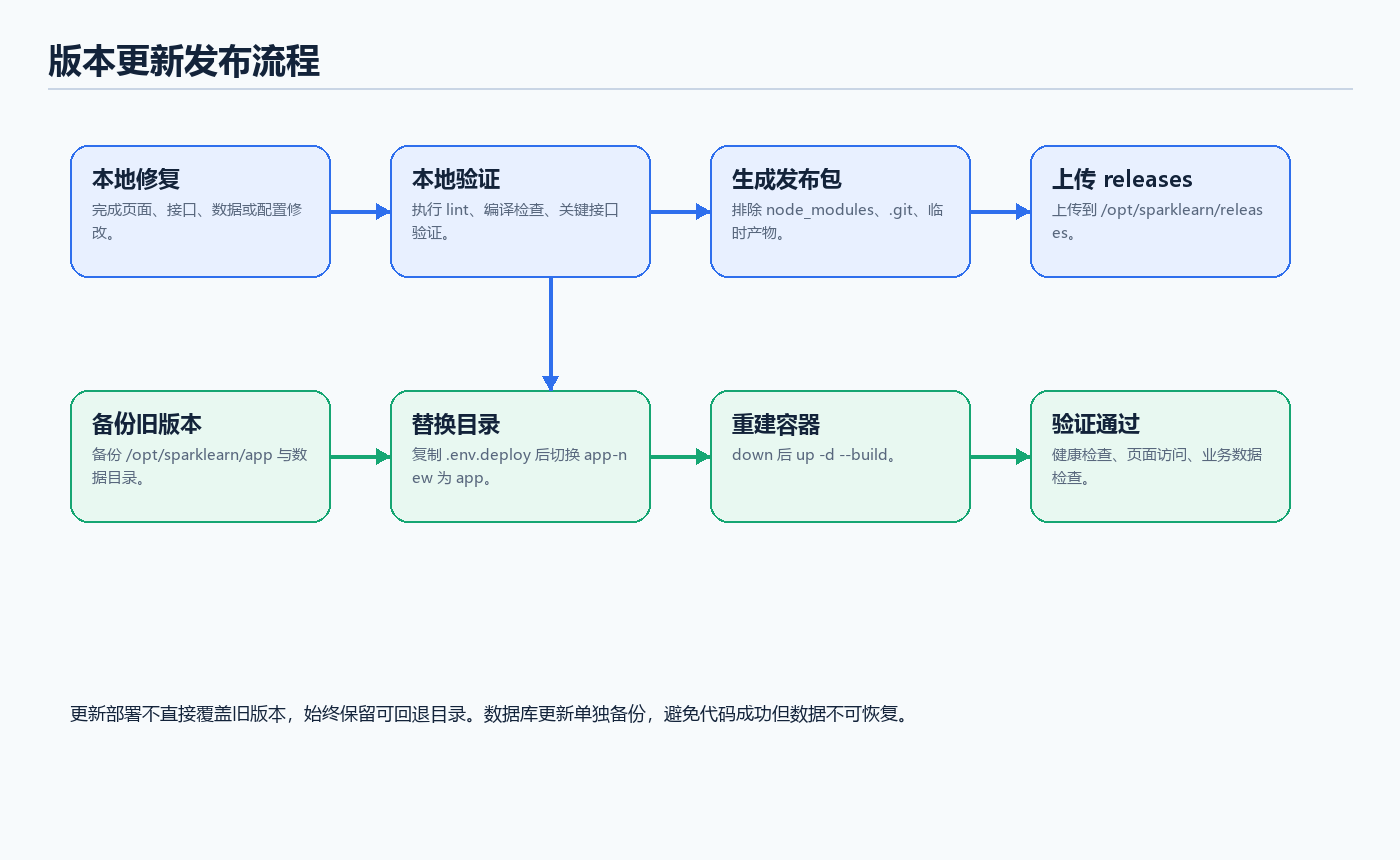 版本更新发布流程
本地修复
完成页面、接口、数据或配置修
改。
本地验证
执行 lint、编译检查、关键接口
验证。
生成发布包
排除 node_modules、.git、临
时产物。
上传 releases
上传到 /opt/sparklearn/releas
es。
备份旧版本
备份 /opt/sparklearn/app 与数
据目录。
替换目录
复制 .env.deploy 后切换 app-n
ew 为 app。
重建容器
down 后 up -d --build。
验证通过
健康检查、页面访问、业务数据
检查。
更新部署不直接覆盖旧版本，始终保留可回退目录。数据库更新单独备份，避免代码成功但数据不可恢复。